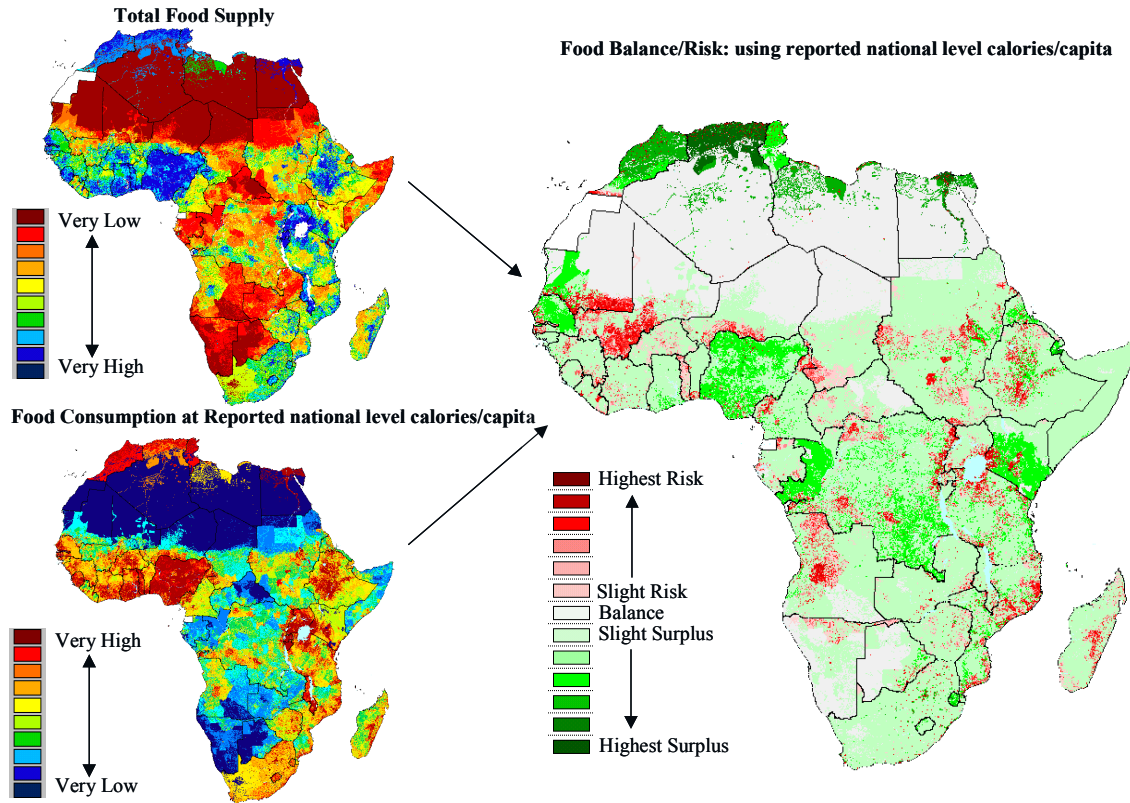 Total Food Supply
Very Low
Very High
Food Consumption at Reported national level calories/capita
Very High
Very Low
Food Balance/Risk: using reported national level calories/capita
Highest Risk
Slight Risk
Balance
Slight Surplus
Highest Surplus